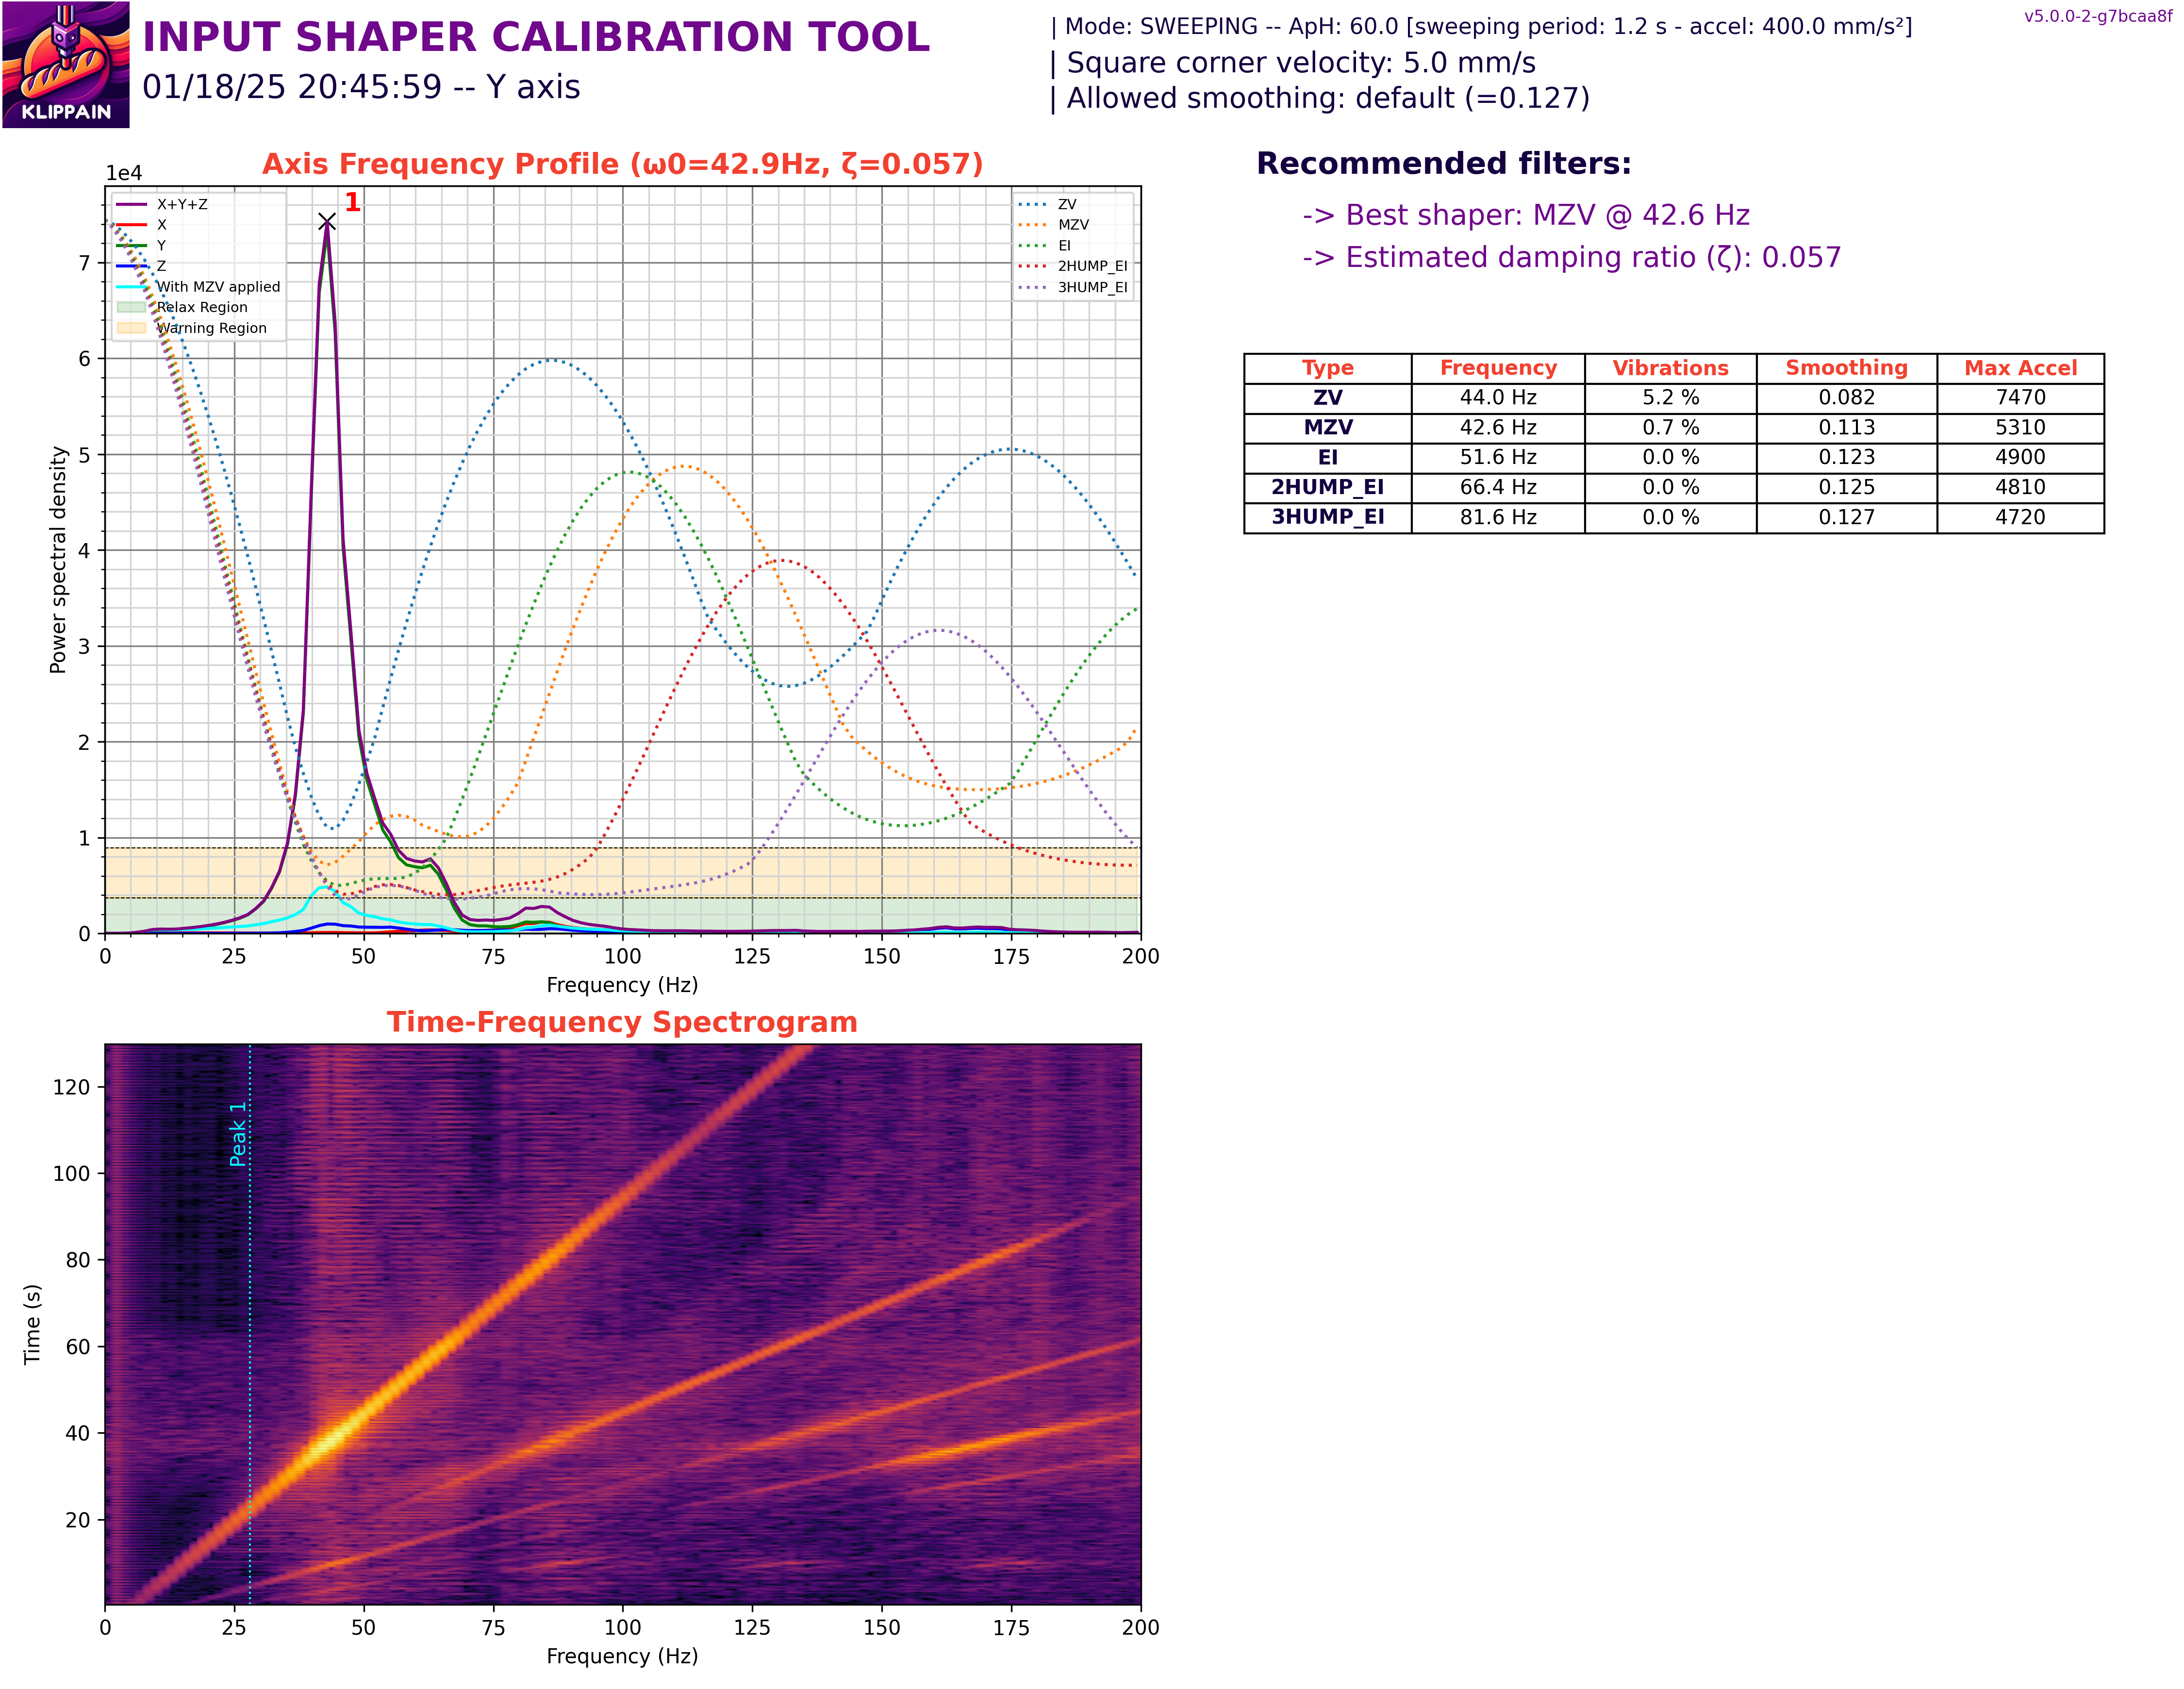 KLIPPAIN
INPUT SHAPER CALIBRATION TOOL
01/18/25 20:45:59 -- Y axis
| Mode: SWEEPING -- ApH: 60.0 [sweeping period: 1.2 s - accel: 400.0 mm/s²]
| Square corner velocity: 5.0 mm/s
| Allowed smoothing: default (=0.127)
v5.0.0-2-g7bcaa8f
Axis Frequency Profile (ω0=42.9Hz, ζ=0.057)
1e4
1
X+Y+Z
X
Y
Z
With MZV applied
Relax Region
Warning Region
ZV
MZV
EI
2HUMP_EI
3HUMP_EI
7
6
5
4
3
2
1
0
Power spectral density
0 25 50 75 100 125 150 175 200
Frequency (Hz)
Recommended filters:
-> Best shaper: MZV @ 42.6 Hz
-> Estimated damping ratio (ζ): 0.057
Type Frequency Vibrations Smoothing Max Accel
ZV 44.0 Hz 5.2 % 0.082 7470
MZV 42.6 Hz 0.7 % 0.113 5310
EI 51.6 Hz 0.0 % 0.123 4900
2HUMP_EI 66.4 Hz 0.0 % 0.125 4810
3HUMP_EI 81.6 Hz 0.0 % 0.127 4720
Time-Frequency Spectrogram
Peak 1
120
100
80
60
40
20
Time (s)
0 25 50 75 100 125 150 175 200
Frequency (Hz)